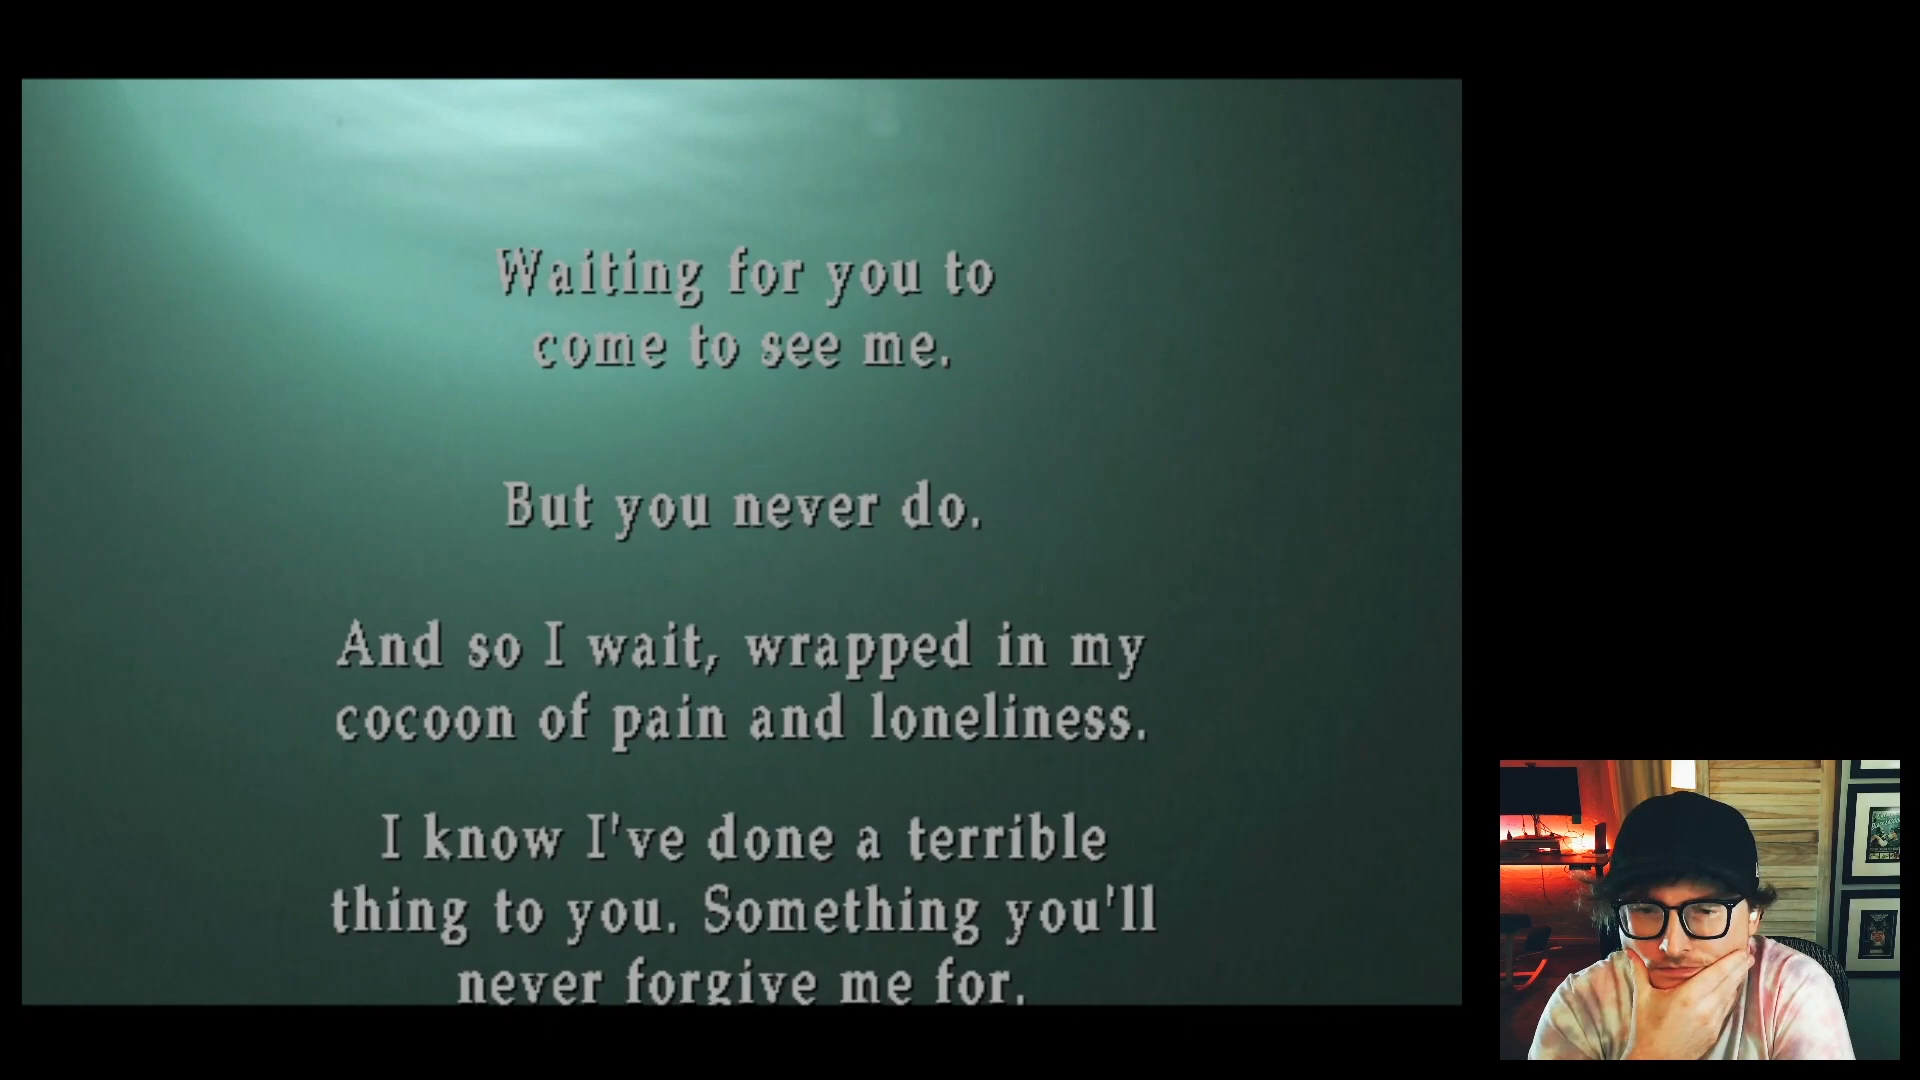 Waiting for you to
come to see me.
But you never do.
And so I wait, wrapped in my
cocoon of pain and loneliness.
I know I've done a terrible
thing to you. Something you'll
never forgive me for.